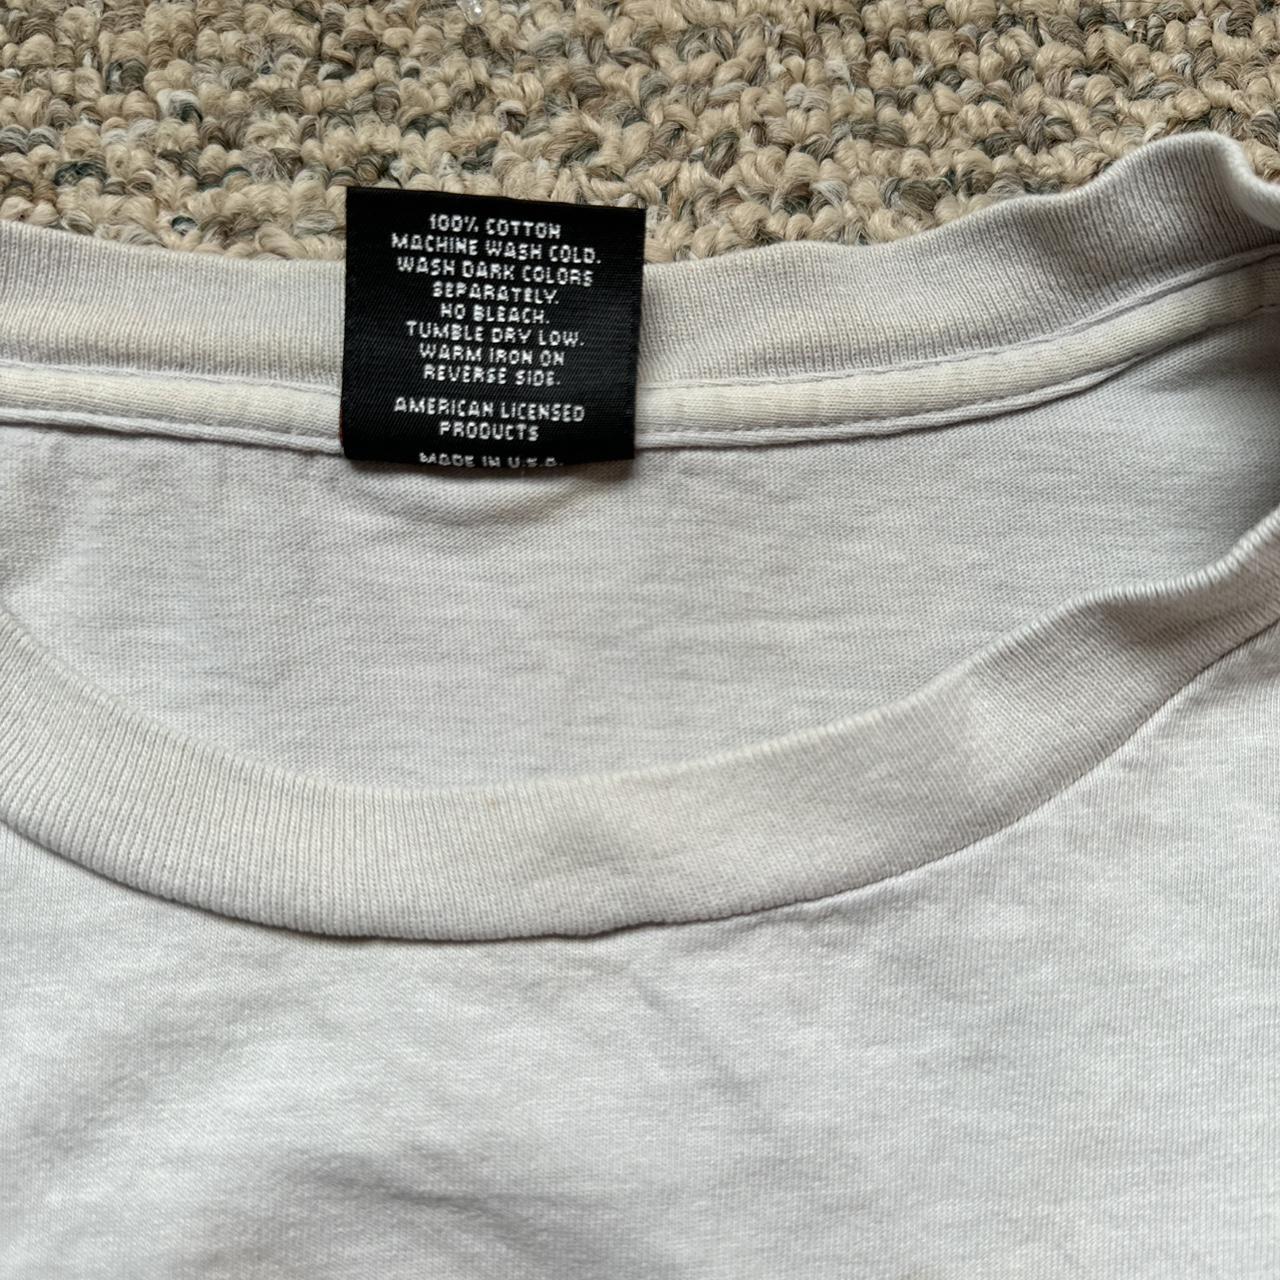 100% COTTON
MACHINE WASH COLD.
WASH DARK COLORS
SEPARATELY.
NO BLEACH.
TUMBLE DRY LOW.
WARM IRON ON
REVERSE SIDE.
AMERICAN LICENSED
PRODUCTS
MADE IN U.S.A.